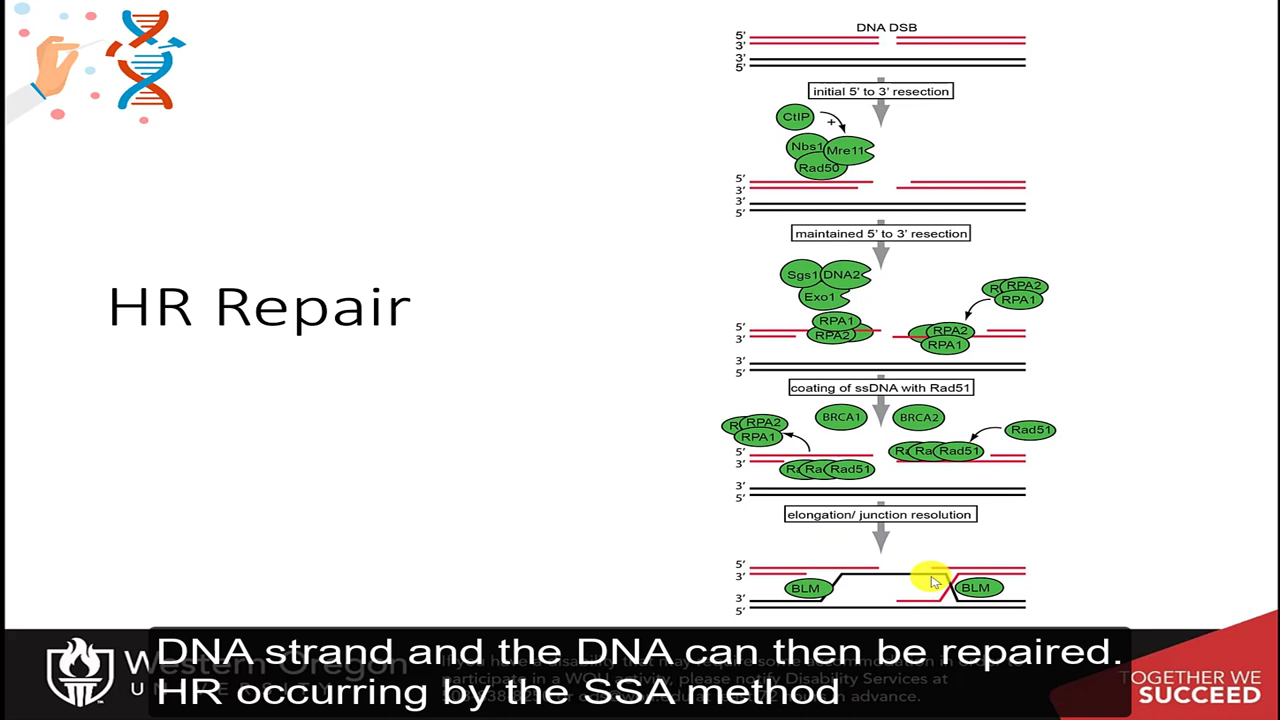 HR Repair
DNA DSB
5'
3'
3'
5'
initial 5' to 3' resection
CtIP
+
Nbs1
Mre11
Rad50
5'
3'
3'
5'
maintained 5' to 3' resection
Sgs1
DNA2
Exo1
RPA2
RPA1
RPA1
RPA2
RPA2
RPA1
5'
3'
3'
5'
coating of ssDNA with Rad51
BRCA1
BRCA2
RPA2
RPA1
Rad51
Ra
Ra
Rad51
Ra
Ra
Rad51
5'
3'
3'
5'
elongation/ junction resolution
5'
3'
BLM
BLM
3'
5'
DNA strand and the DNA can then be repaired.
HR occurring by the SSA method
TOGETHER WE
SUCCEED